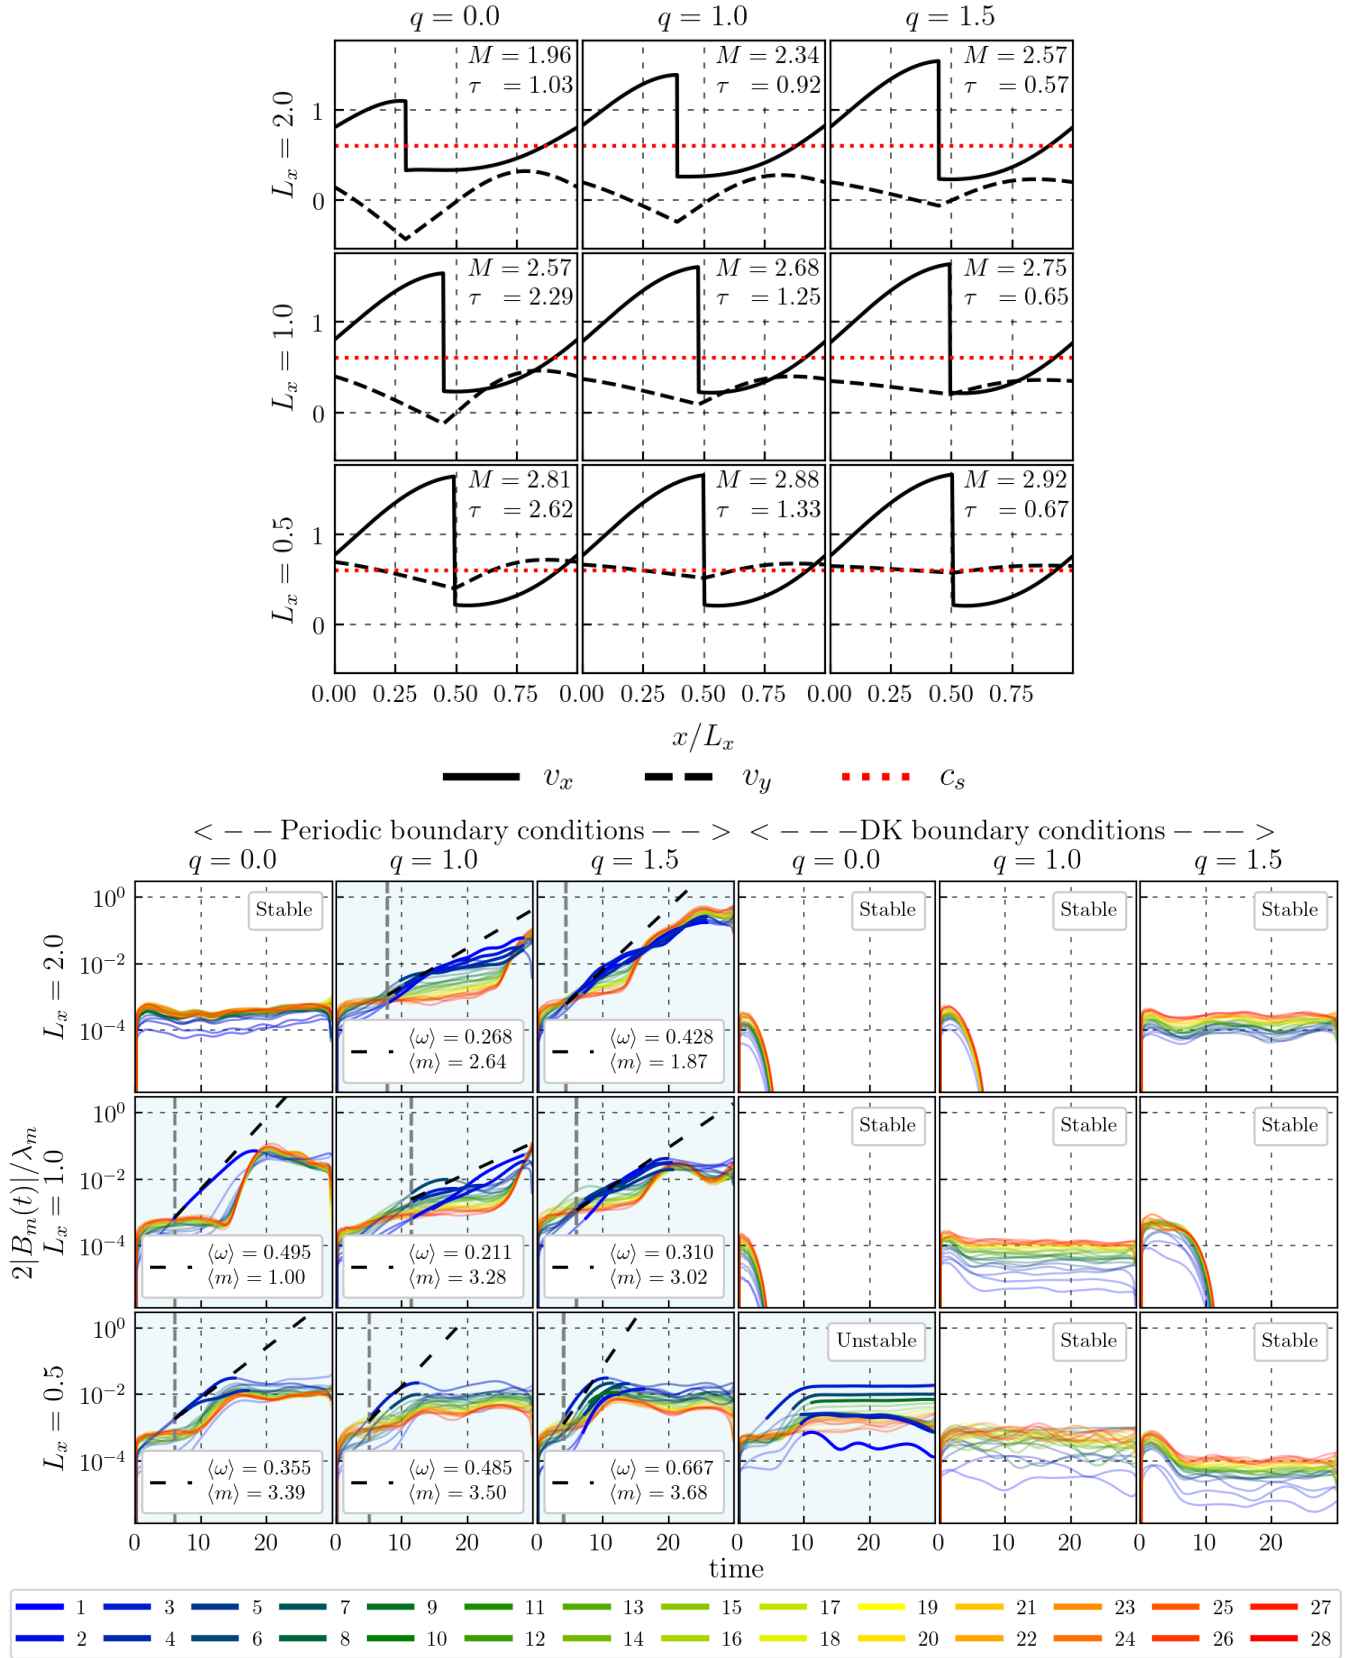 q = 0.0 q = 1.0 q = 1.5
L_x = 2.0
1
0
M = 1.96
τ = 1.03
M = 2.34
τ = 0.92
M = 2.57
τ = 0.57
L_x = 1.0
1
0
M = 2.57
τ = 2.29
M = 2.68
τ = 1.25
M = 2.75
τ = 0.65
L_x = 0.5
1
0
M = 2.81
τ = 2.62
M = 2.88
τ = 1.33
M = 2.92
τ = 0.67
0.00 0.25 0.50 0.75 0.00 0.25 0.50 0.75 0.00 0.25 0.50 0.75
x/L_x
v_x v_y c_s
< − − Periodic boundary conditions − − > < − − −DK boundary conditions − − − >
q = 0.0 q = 1.0 q = 1.5 q = 0.0 q = 1.0 q = 1.5
2|B_m(t)|/λ_m
L_x = 2.0
10^0
10^−2
10^−4
Stable
⟨ω⟩ = 0.268
⟨m⟩ = 2.64
⟨ω⟩ = 0.428
⟨m⟩ = 1.87
Stable
Stable
Stable
L_x = 1.0
10^0
10^−2
10^−4
⟨ω⟩ = 0.495
⟨m⟩ = 1.00
⟨ω⟩ = 0.211
⟨m⟩ = 3.28
⟨ω⟩ = 0.310
⟨m⟩ = 3.02
Stable
Stable
Stable
L_x = 0.5
10^0
10^−2
10^−4
⟨ω⟩ = 0.355
⟨m⟩ = 3.39
⟨ω⟩ = 0.485
⟨m⟩ = 3.50
⟨ω⟩ = 0.667
⟨m⟩ = 3.68
Unstable
Stable
Stable
0 10 20 0 10 20 0 10 20 0 10 20 0 10 20 0 10 20
time
1 3 5 7 9 11 13 15 17 19 21 23 25 27
2 4 6 8 10 12 14 16 18 20 22 24 26 28